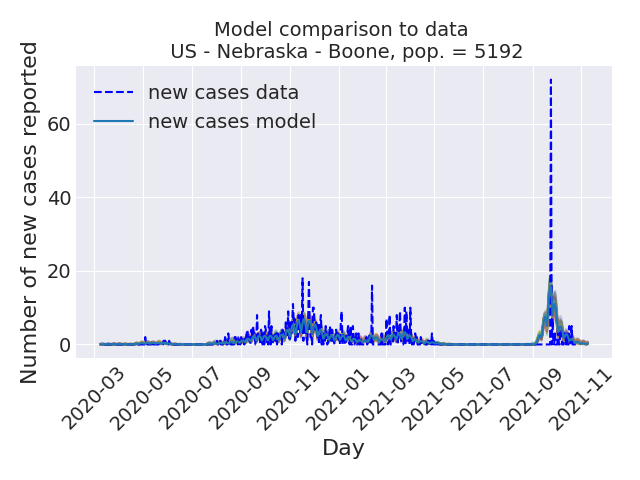 Model comparison to data
US - Nebraska - Boone, pop. = 5192
Number of new cases reported
new cases data
new cases model
60
40
20
0
2020-03
2020-05
2020-07
2020-09
2020-11
2021-01
2021-03
2021-05
2021-07
2021-09
2021-11
Day